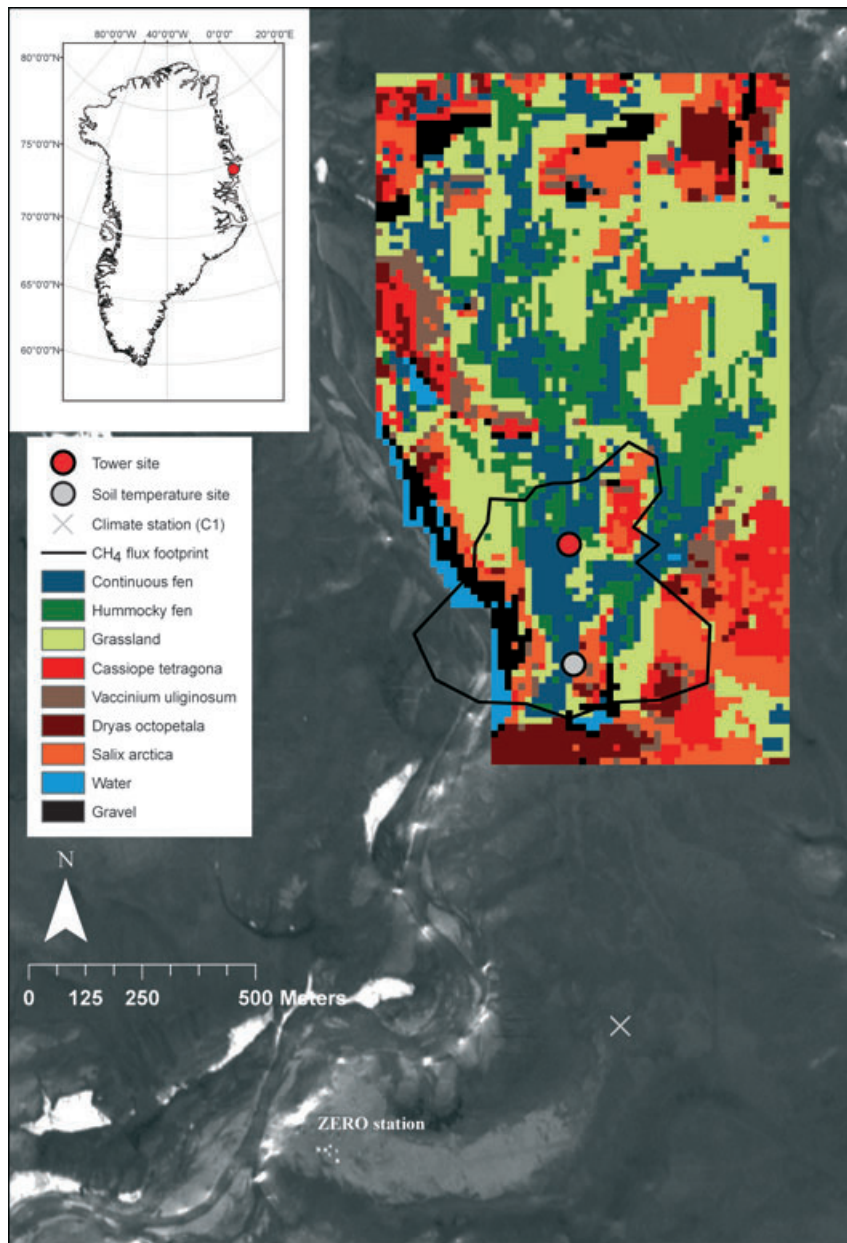 80°0'0"W 40°0'0"W 0°0'0" 20°0'0"E
80°0'0"N
75°0'0"N
70°0'0"N
65°0'0"N
60°0'0"N
Tower site
Soil temperature site
Climate station (C1)
CH₄ flux footprint
Continuous fen
Hummocky fen
Grassland
Cassiope tetragona
Vaccinium uliginosum
Dryas octopetala
Salix arctica
Water
Gravel
N
0 125 250 500 Meters
ZERO station